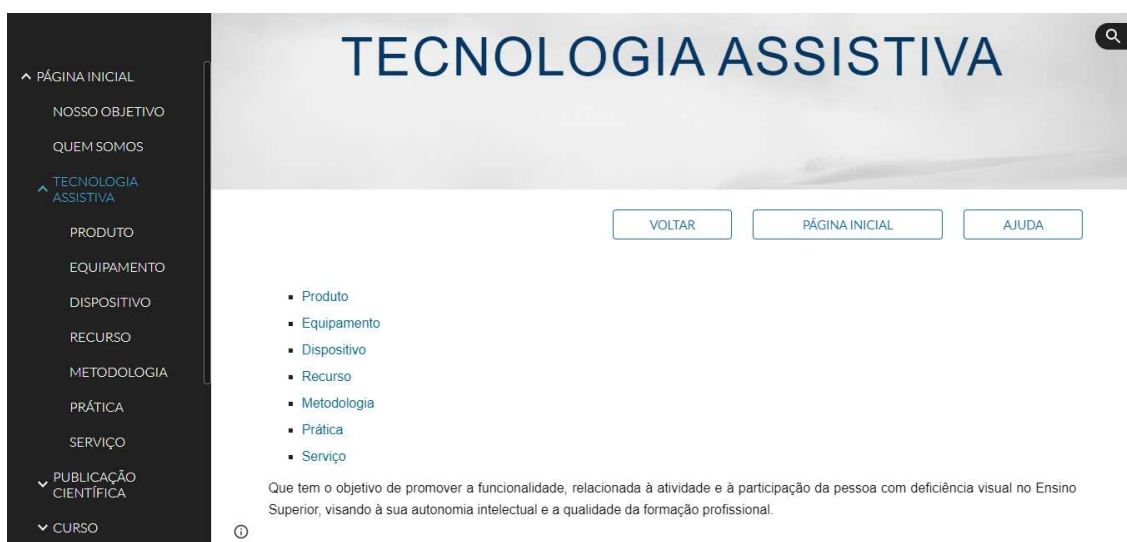 PÁGINA INICIAL
NOSSO OBJETIVO
QUEM SOMOS
TECNOLOGIA
ASSISTIVA
PRODUTO
EQUIPAMENTO
DISPOSITIVO
RECURSO
METODOLOGIA
PRÁTICA
SERVIÇO
PUBLICAÇÃO
CIENTÍFICA
CURSO
TECNOLOGIA ASSISTIVA
VOLTAR
PÁGINA INICIAL
AJUDA
Produto
Equipamento
Dispositivo
Recurso
Metodologia
Prática
Serviço
Que tem o objetivo de promover a funcionalidade, relacionada à atividade e à participação da pessoa com deficiência visual no Ensino
Superior, visando à sua autonomia intelectual e a qualidade da formação profissional.